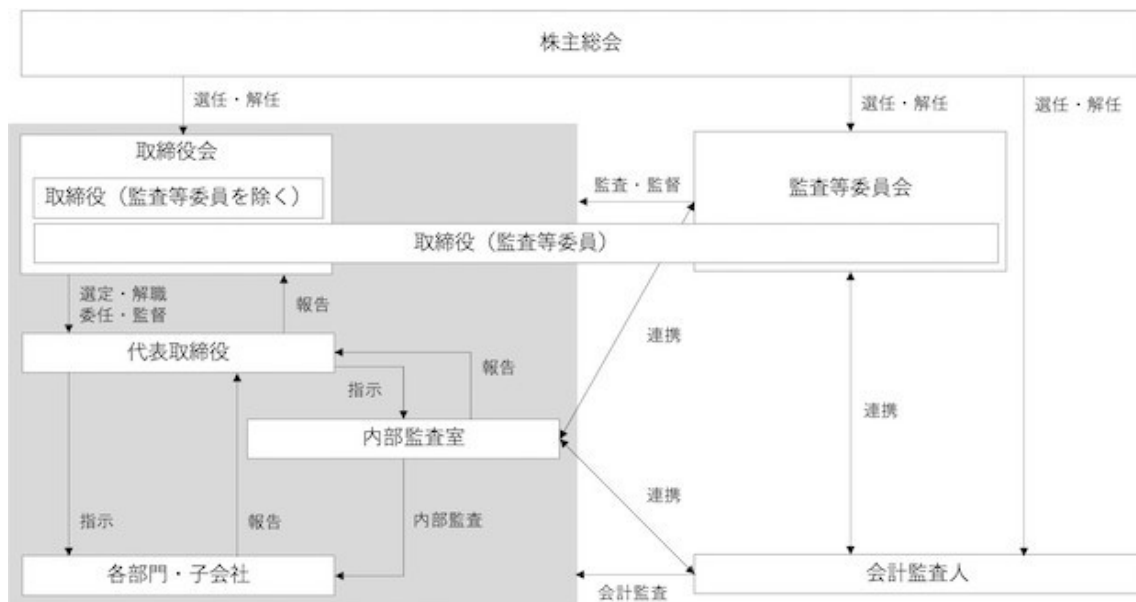 株主総会
選任・解任
選任・解任
選任・解任
取締役会
取締役（監査等委員を除く）
監査・監督
監査等委員会
取締役（監査等委員）
選定・解職
委任・監督
報告
連携
代表取締役
報告
指示
連携
内部監査室
連携
指示
報告
内部監査
各部門・子会社
会計監査
会計監査人